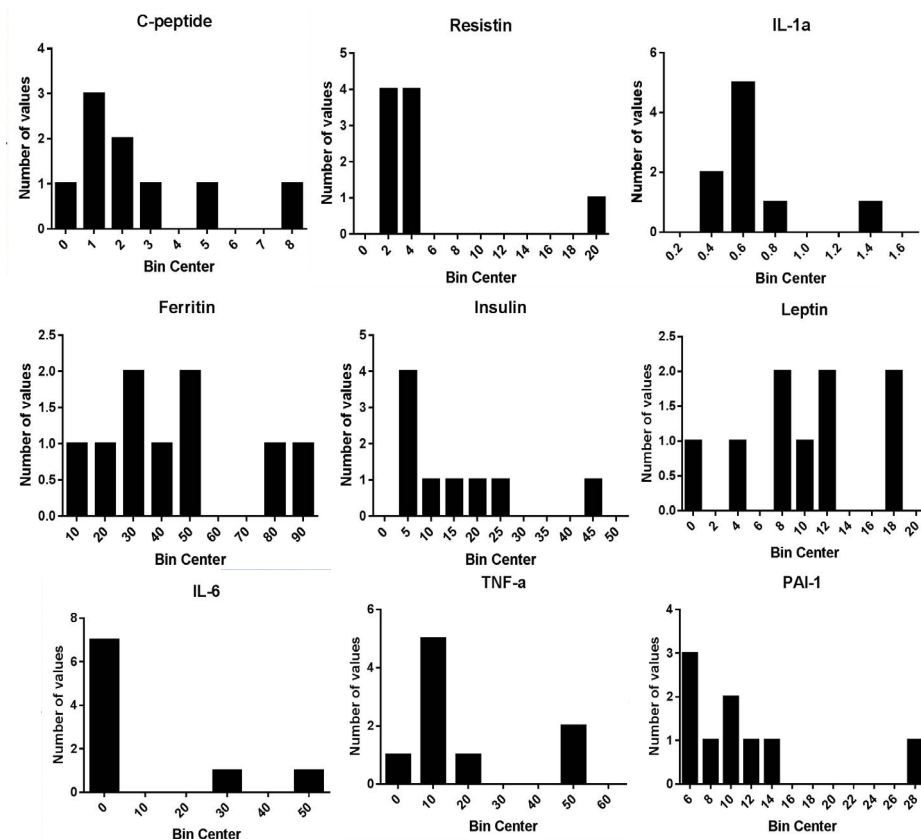 C-peptide
Number of values
4
3
2
1
0
0 1 2 3 4 5 6 7 8
Bin Center
Resistin
Number of values
5
4
3
2
1
0
0 2 4 6 8 10 12 14 16 18 20
Bin Center
IL-1a
Number of values
6
4
2
0
0.2 0.4 0.6 0.8 1.0 1.2 1.4 1.6
Bin Center
Ferritin
Number of values
2.5
2.0
1.5
1.0
0.5
0.0
10 20 30 40 50 60 70 80 90
Bin Center
Insulin
Number of values
5
4
3
2
1
0
0 5 10 15 20 25 30 35 40 45 50
Bin Center
Leptin
Number of values
2.5
2.0
1.5
1.0
0.5
0.0
0 2 4 6 8 10 12 14 16 18 20
Bin Center
IL-6
Number of values
8
6
4
2
0
0 10 20 30 40 50
Bin Center
TNF-a
Number of values
6
4
2
0
0 10 20 30 40 50 60
Bin Center
PAI-1
Number of values
4
3
2
1
0
6 8 10 12 14 16 18 20 22 24 26 28
Bin Center